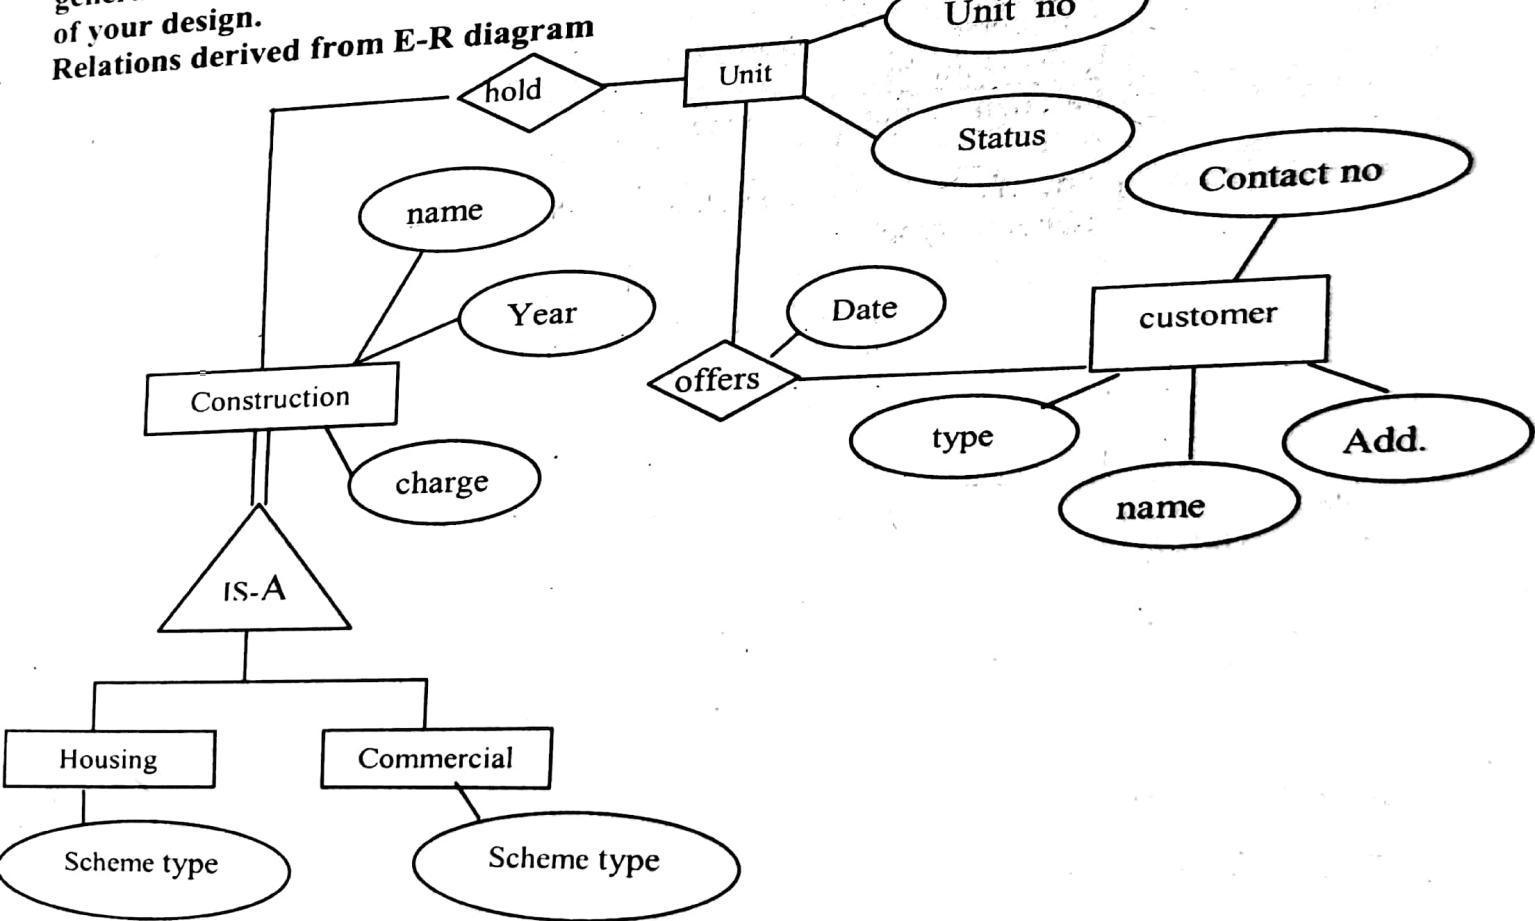 of your design.
Relations derived from E-R diagram
Unit no
hold
Unit
Status
Contact no
name
Year
Date
customer
offers
Construction
type
Add.
charge
name
IS-A
Housing
Commercial
Scheme type
Scheme type